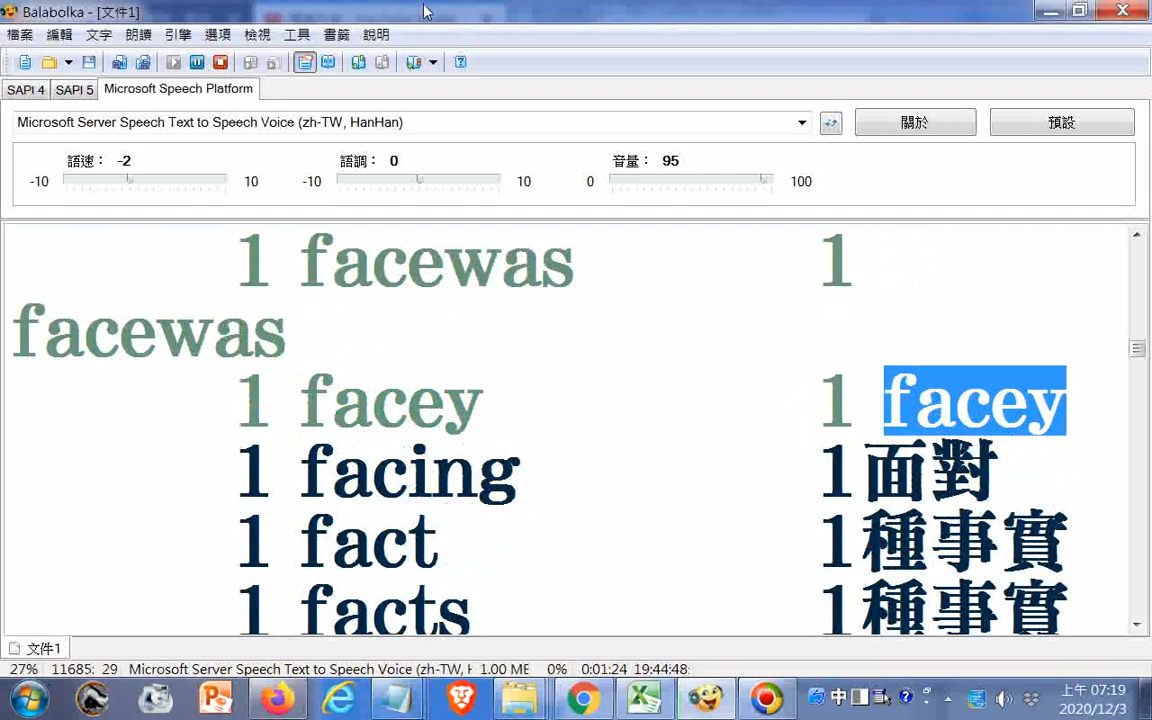 Balabolka - [文件1]
檔案 編輯 文字 朗讀 引擎 選項 檢視 工具 書籤 說明
SAPI 4 SAPI 5 Microsoft Speech Platform
Microsoft Server Speech Text to Speech Voice (zh-TW, HanHan) 關於 預設
語速： -2 語調： 0 音量： 95
-10 10 -10 10 0 100
1 facewas 1
facewas
1 facey 1 facey
1 facing 1面對
1 fact 1種事實
1 facts 1種事實
文件1
27% 11685: 29 Microsoft Server Speech Text to Speech Voice (zh-TW, 1.00 ME 0% 0:01:24 19:44:48
中 上午 07:19
2020/12/3